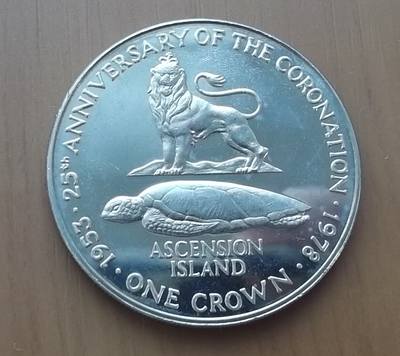 1953 · 25th ANNIVERSARY OF THE CORONATION · 1978
ASCENSION
ISLAND
· ONE CROWN ·